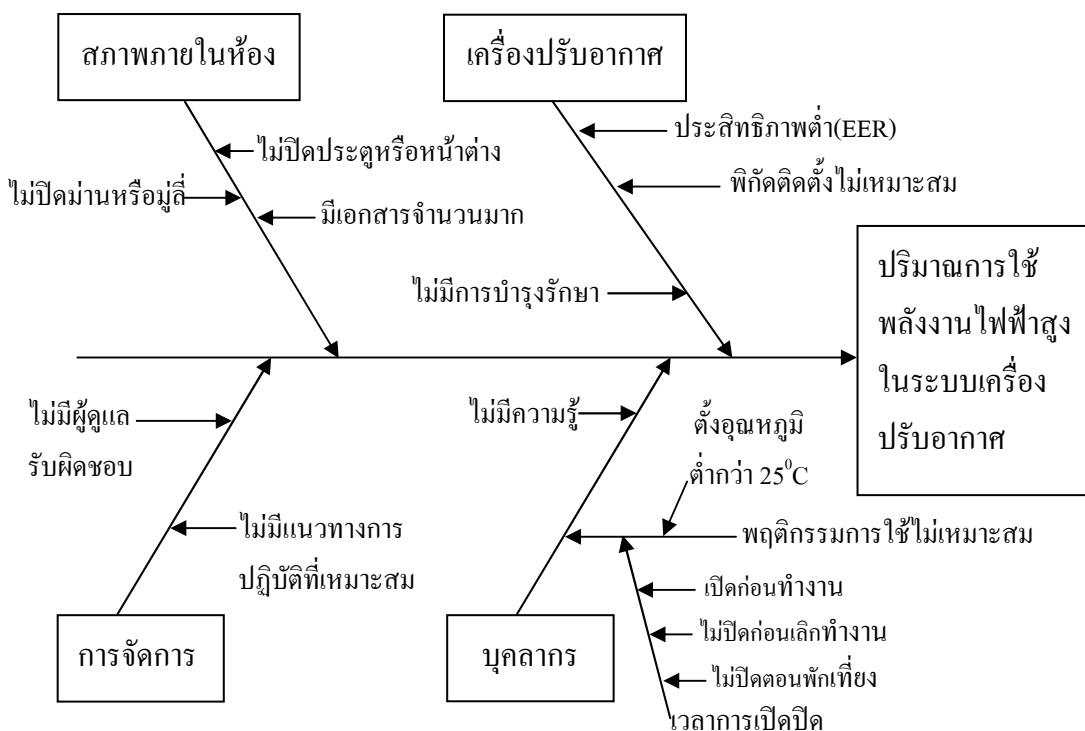 สภาพภายในห้อง
เครื่องปรับอากาศ
ประสิทธิภาพต่ำ(EER)
ไม่ปิดประตูหรือหน้าต่าง
พิกัดติดตั้งไม่เหมาะสม
ไม่ปิดม่านหรือมู่ลี่
มีเอกสารจำนวนมาก
ไม่มีการบำรุงรักษา
ปริมาณการใช้
พลังงานไฟฟ้าสูง
ในระบบเครื่อง
ปรับอากาศ
ไม่มีผู้ดูแล
รับผิดชอบ
ไม่มีความรู้
ตั้งอุณหภูมิ
ต่ำกว่า 25⁰C
ไม่มีแนวทางการ
ปฏิบัติที่เหมาะสม
พฤติกรรมการใช้ไม่เหมาะสม
เปิดก่อนทำงาน
ไม่ปิดก่อนเลิกทำงาน
ไม่ปิดตอนพักเที่ยง
เวลาการเปิดปิด
การจัดการ
บุคลากร